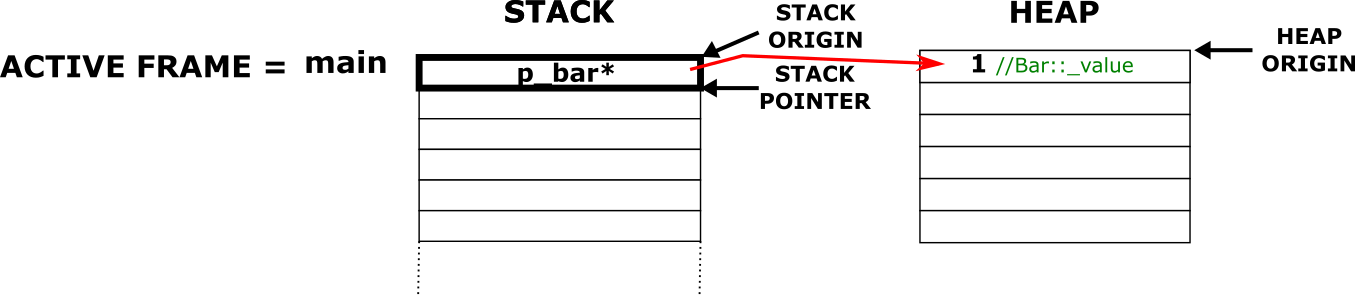 STACK
HEAP
STACK
ORIGIN
HEAP
ORIGIN
ACTIVE FRAME = main
p_bar*
1 //Bar::_value
STACK
POINTER